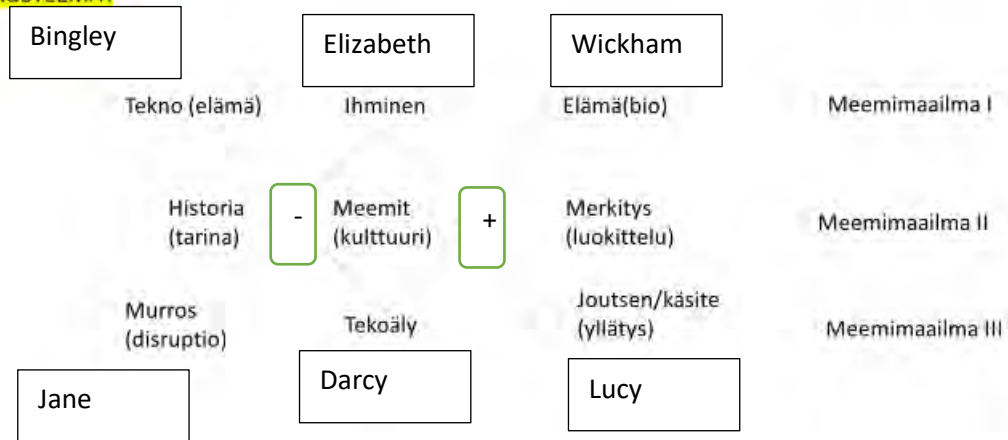 Bingley Elizabeth Wickham
Tekno (elämä) Ihminen Elämä(bio) Meemimaailma I
Historia - Meemit + Merkitys Meemimaailma II
(tarina) (kulttuuri) (luokittelu)
Murros Tekoäly Joutsen/käsite Meemimaailma III
(disruptio) (yllätys)
Jane Darcy Lucy